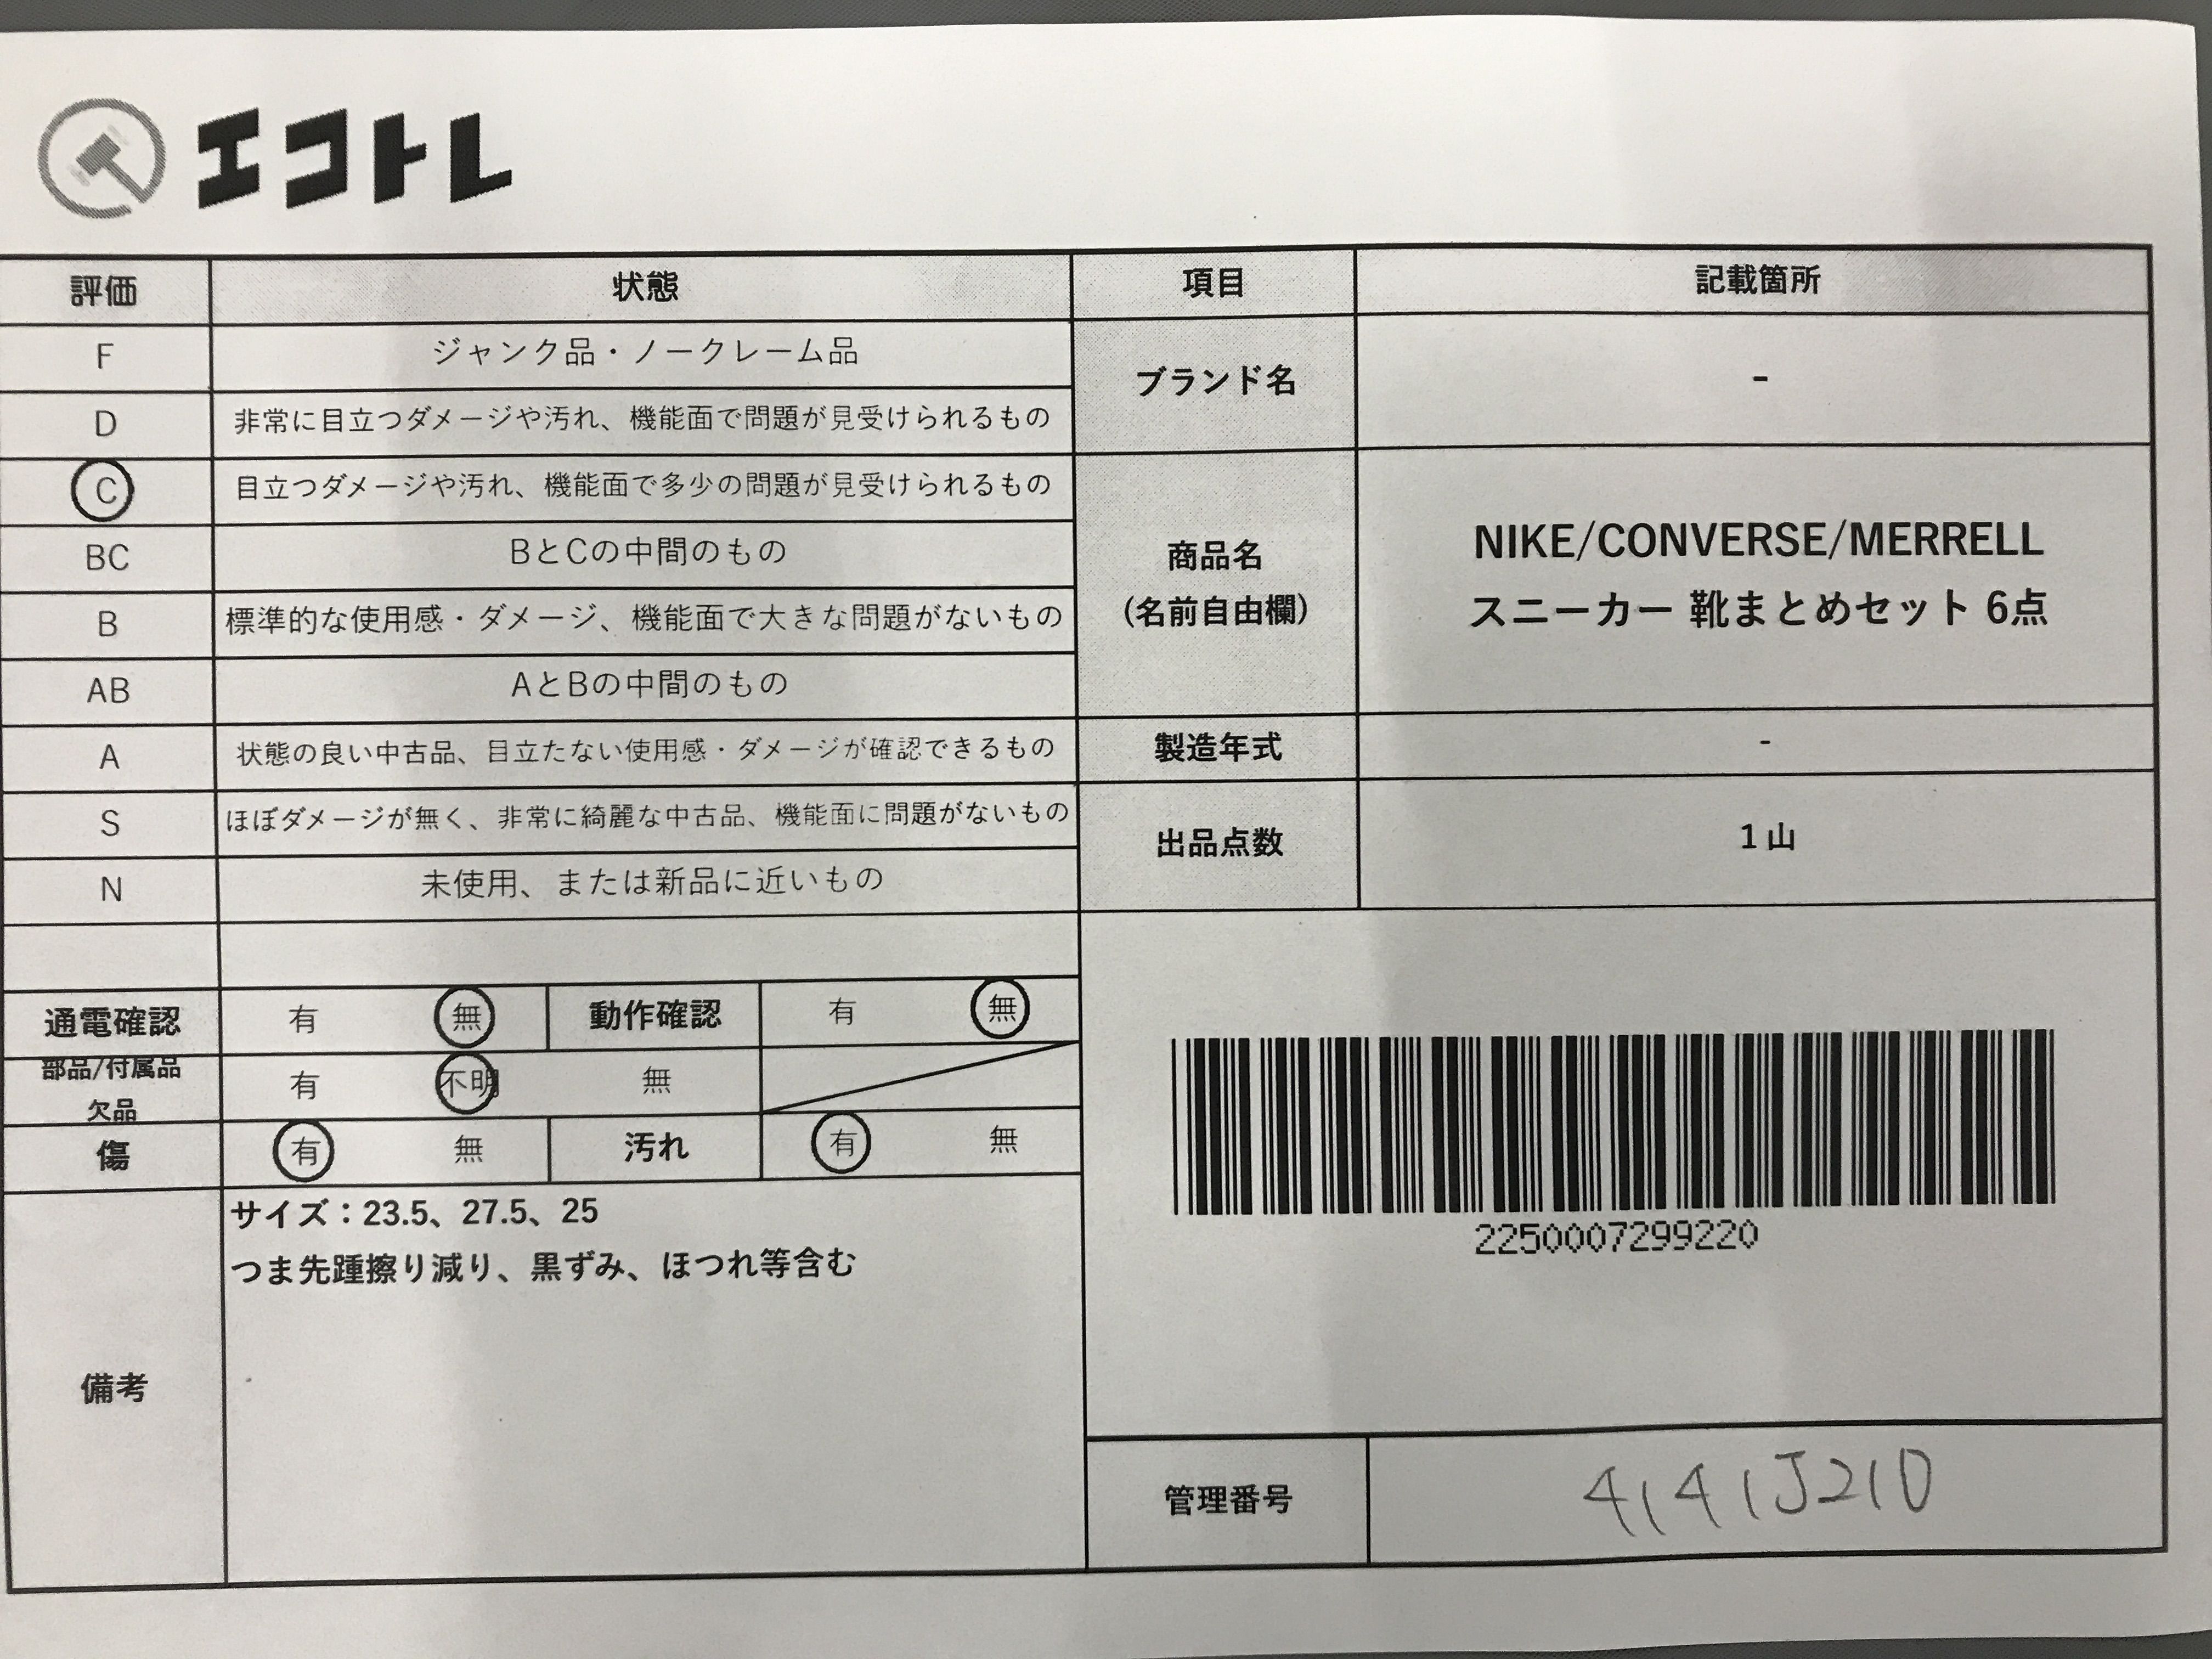 エコトレ
評価 状態 項目 記載箇所
F ジャンク品・ノークレーム品
ブランド名 -
D 非常に目立つダメージや汚れ、機能面で問題が見受けられるもの
C 目立つダメージや汚れ、機能面で多少の問題が見受けられるもの
BC BとCの中間のもの
商品名
(名前自由欄)
NIKE/CONVERSE/MERRELL
スニーカー 靴まとめセット 6点
B 標準的な使用感・ダメージ、機能面で大きな問題がないもの
AB AとBの中間のもの
A 状態の良い中古品、目立たない使用感・ダメージが確認できるもの
製造年式 -
S ほぼダメージが無く、非常に綺麗な中古品、機能面に問題がないもの
出品点数 1山
N 未使用、または新品に近いもの
通電確認 有 無 動作確認 有 無
部品/付属品
欠品
有 不明 無
傷 有 無 汚れ 有 無
2250007299220
備考
サイズ：23.5、27.5、25
つま先踵擦り減り、黒ずみ、ほつれ等含む
管理番号 4141J210